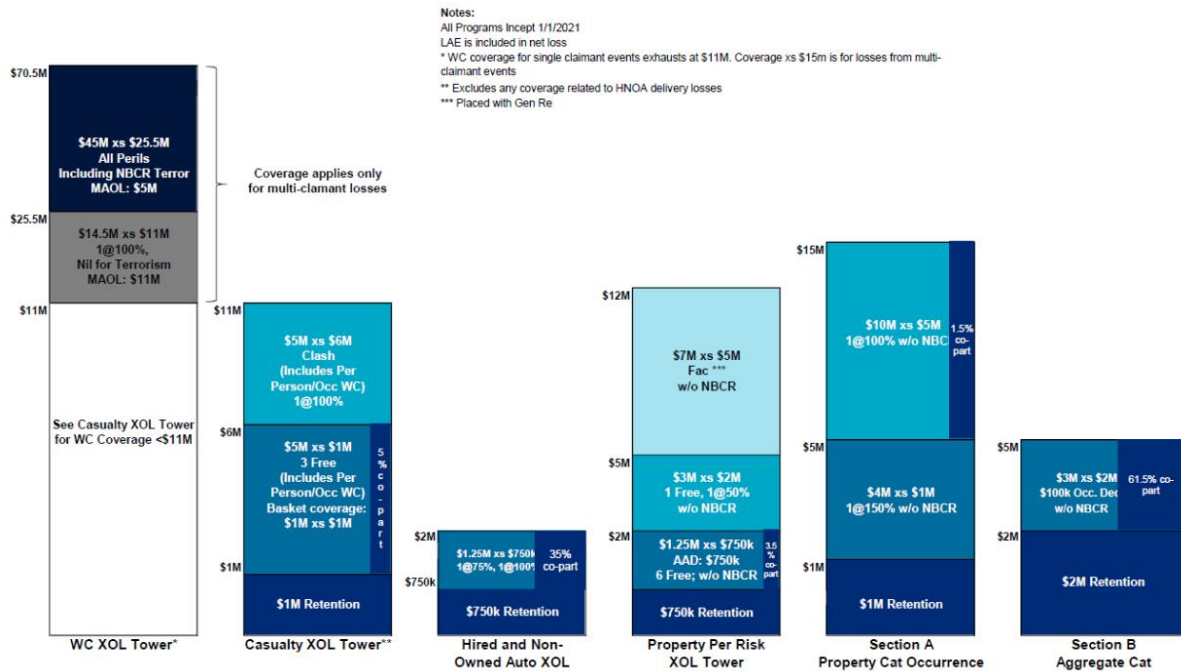 Notes:
All Programs Incept 1/1/2021
LAE is included in net loss
* WC coverage for single claimant events exhausts at $11M. Coverage xs $15m is for losses from multi-
claimant events
** Excludes any coverage related to HNOA delivery losses
*** Placed with Gen Re
$70.5M
$45M xs $25.5M
All Perils
Including NBCR Terror
MAOL: $5M
Coverage applies only
for multi-clamant losses
$25.5M
$14.5M xs $11M
1@100%,
Nil for Terrorism
MAOL: $11M
$11M
See Casualty XOL Tower
for WC Coverage <$11M
WC XOL Tower*
$11M
$5M xs $6M
Clash
(Includes Per
Person/Occ WC)
1@100%
$6M
$5M xs $1M
3 Free
(Includes Per
Person/Occ WC)
Basket coverage:
$1M xs $1M
5
%
c
o
-
p
a
r
t
$1M
$1M Retention
Casualty XOL Tower**
$2M
$1.25M xs $750k
1@75%, 1@100%
35%
co-part
$750k
$750k Retention
Hired and Non-
Owned Auto XOL
$12M
$7M xs $5M
Fac ***
w/o NBCR
$5M
$3M xs $2M
1 Free, 1@50%
w/o NBCR
$2M
$1.25M xs $750k
AAD: $750k
6 Free; w/o NBCR
3.5
%
co-
part
$750k Retention
Property Per Risk
XOL Tower
$15M
$10M xs $5M
1@100% w/o NBC
1.5%
co-
part
$5M
$4M xs $1M
1@150% w/o NBCR
$1M
$1M Retention
Section A
Property Cat Occurrence
$5M
$3M xs $2M
$100k Occ. Dec
w/o NBCR
61.5% co-
part
$2M
$2M Retention
Section B
Aggregate Cat